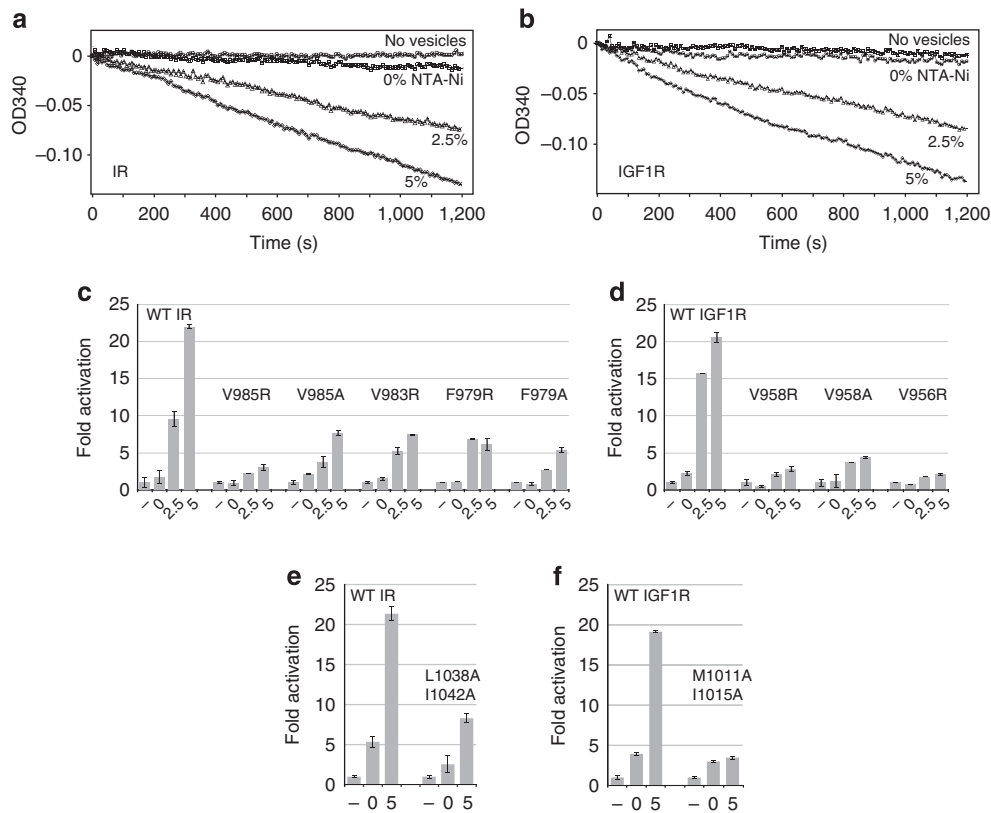 a
No vesicles
0
0% NTA-Ni
−0.05
2.5%
−0.10
5%
IR
OD340
0 200 400 600 800 1,000 1,200
Time (s)
b
No vesicles
0
0% NTA-Ni
−0.05
2.5%
−0.10
5%
IGF1R
OD340
0 200 400 600 800 1,000 1,200
Time (s)
c
25
20
15
10
5
0
Fold activation
WT IR
V985R V985A V983R F979R F979A
– 0 2.5 5 – 0 2.5 5 – 0 2.5 5 – 0 2.5 5 – 0 2.5 5 – 0 2.5 5
d
25
20
15
10
5
0
Fold activation
WT IGF1R
V958R V958A V956R
– 0 2.5 5 – 0 2.5 5 – 0 2.5 5 – 0 2.5 5
e
25
20
15
10
5
0
Fold activation
WT IR
L1038A
I1042A
– 0 5 – 0 5
f
25
20
15
10
5
0
Fold activation
WT IGF1R
M1011A
I1015A
– 0 5 – 0 5